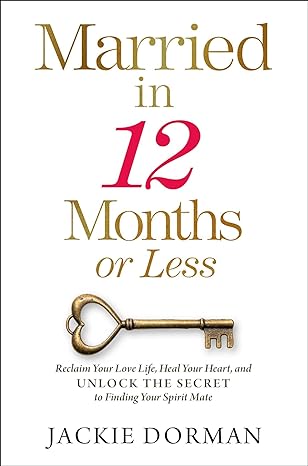 Married
in
12
Months
or Less
Reclaim Your Love Life, Heal Your Heart, and
UNLOCK THE SECRET
to Finding Your Spirit Mate
JACKIE DORMAN